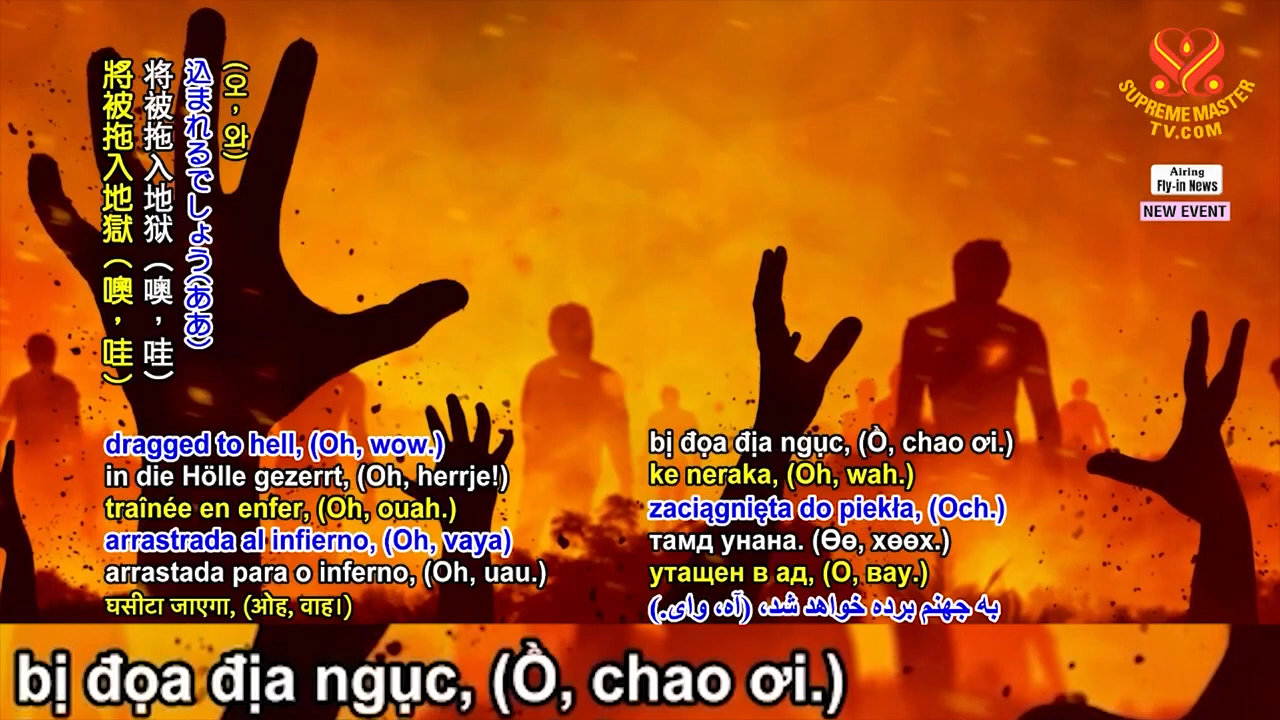 (오, 와)
込まれるでしょう(ああ)
将被拖入地狱(噢,哇)
將被拖入地獄(噢,哇)
SUPREME MASTER
TV.COM
Airing
Fly-in News
NEW EVENT
dragged to hell, (Oh, wow.)
in die Hölle gezerrt, (Oh, herrje!)
traînée en enfer, (Oh, ouah.)
arrastrada al infierno, (Oh, vaya)
arrastada para o inferno, (Oh, uau.)
घसीटा जाएगा, (ओह, वाह।)
bị đọa địa ngục, (Ồ, chao ơi.)
ke neraka, (Oh, wah.)
zaciągnięta do piekła, (Och.)
тамд унана. (Өө, хөөх.)
утащен в ад, (О, вау.)
به جهنم برده خواهد شد، (آه، وای.)
bị đọa địa ngục, (Ồ, chao ơi.)